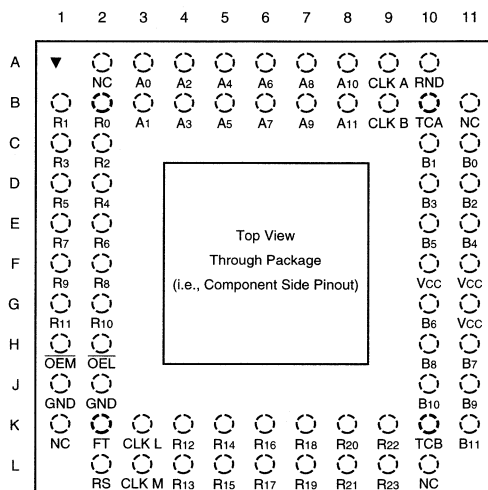 1 2 3 4 5 6 7 8 9 10 11
A
NC A0 A2 A4 A6 A8 A10 CLK A RND
B
R1 R0 A1 A3 A5 A7 A9 A11 CLK B TCA NC
C
R3 R2 B1 B0
D
R5 R4 B3 B2
E
R7 R6 B5 B4
F
R9 R8 VCC VCC
G
R11 R10 B6 VCC
H
OEM OEL B8 B7
J
GND GND B10 B9
K
NC FT CLK L R12 R14 R16 R18 R20 R22 TCB B11
L
RS CLK M R13 R15 R17 R19 R21 R23 NC
Top View
Through Package
(i.e., Component Side Pinout)